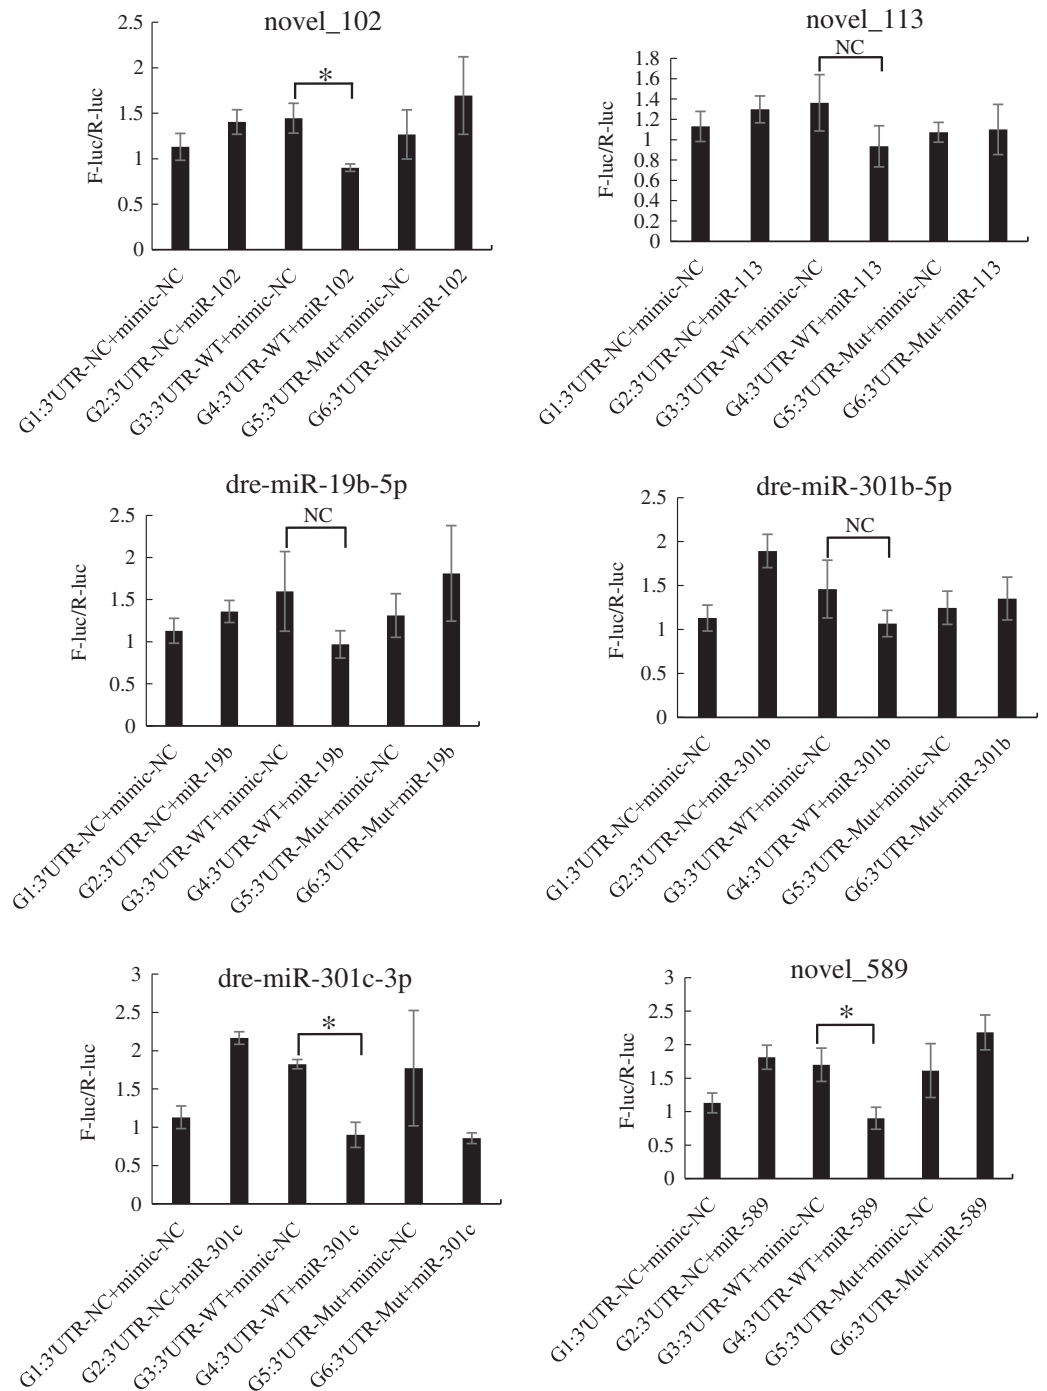 novel_102
F-luc/R-luc
2.5
2
1.5
1
0.5
0
*
G1:3′UTR-NC+mimic-NC
G2:3′UTR-NC+miR-102
G3:3′UTR-WT+mimic-NC
G4:3′UTR-WT+miR-102
G5:3′UTR-Mut+mimic-NC
G6:3′UTR-Mut+miR-102
novel_113
F-luc/R-luc
1.8
1.6
1.4
1.2
1
0.8
0.6
0.4
0.2
0
NC
G1:3′UTR-NC+mimic-NC
G2:3′UTR-NC+miR-113
G3:3′UTR-WT+mimic-NC
G4:3′UTR-WT+miR-113
G5:3′UTR-Mut+mimic-NC
G6:3′UTR-Mut+miR-113
dre-miR-19b-5p
F-luc/R-luc
2.5
2
1.5
1
0.5
0
NC
G1:3′UTR-NC+mimic-NC
G2:3′UTR-NC+miR-19b
G3:3′UTR-WT+mimic-NC
G4:3′UTR-WT+miR-19b
G5:3′UTR-Mut+mimic-NC
G6:3′UTR-Mut+miR-19b
dre-miR-301b-5p
F-luc/R-luc
2.5
2
1.5
1
0.5
0
NC
G1:3′UTR-NC+mimic-NC
G2:3′UTR-NC+miR-301b
G3:3′UTR-WT+mimic-NC
G4:3′UTR-WT+miR-301b
G5:3′UTR-Mut+mimic-NC
G6:3′UTR-Mut+miR-301b
dre-miR-301c-3p
F-luc/R-luc
3
2.5
2
1.5
1
0.5
0
*
G1:3′UTR-NC+mimic-NC
G2:3′UTR-NC+miR-301c
G3:3′UTR-WT+mimic-NC
G4:3′UTR-WT+miR-301c
G5:3′UTR-Mut+mimic-NC
G6:3′UTR-Mut+miR-301c
novel_589
F-luc/R-luc
3
2.5
2
1.5
1
0.5
0
*
G1:3′UTR-NC+mimic-NC
G2:3′UTR-NC+miR-589
G3:3′UTR-WT+mimic-NC
G4:3′UTR-WT+miR-589
G5:3′UTR-Mut+mimic-NC
G6:3′UTR-Mut+miR-589